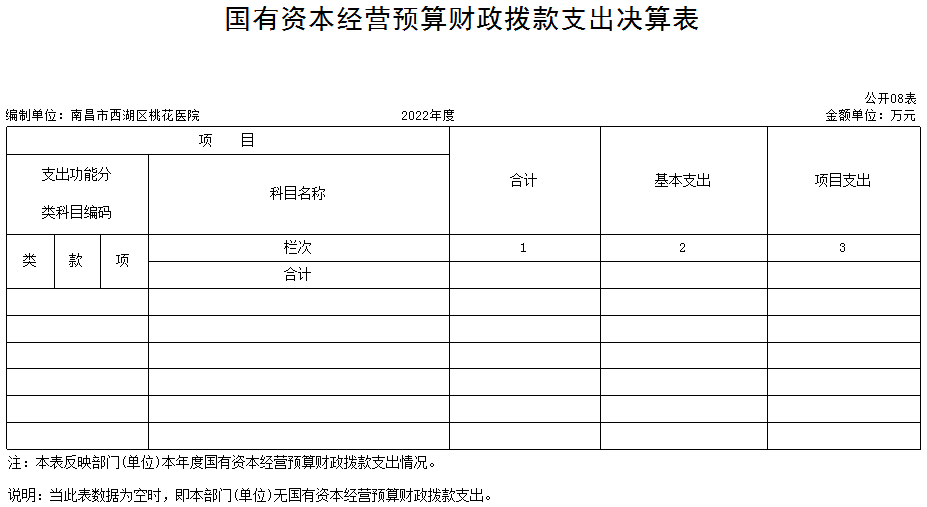 国有资本经营预算财政拨款支出决算表
公开08表
编制单位：南昌市西湖区桃花医院 2022年度 金额单位：万元
项 目
合计 基本支出 项目支出
支出功能分
类科目编码
科目名称
类 款 项
栏次 1 2 3
合计
注：本表反映部门(单位)本年度国有资本经营预算财政拨款支出情况。
说明：当此表数据为空时，即本部门(单位)无国有资本经营预算财政拨款支出。